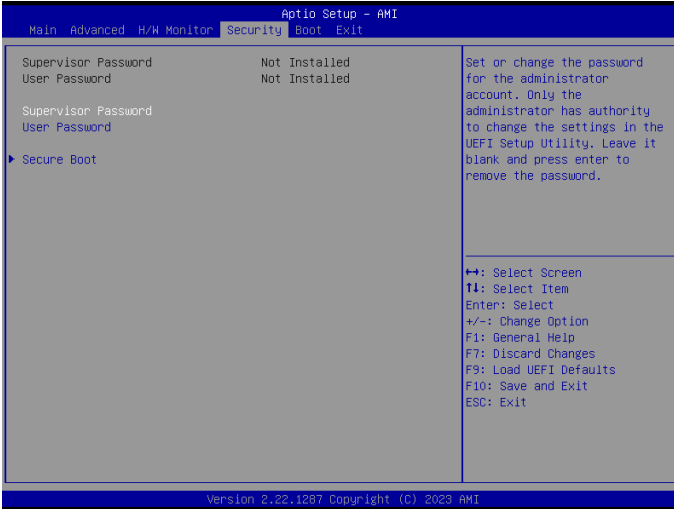 Aptio Setup – AMI
Main Advanced H/W Monitor Security Boot Exit
Supervisor Password Not Installed
User Password Not Installed
Supervisor Password
User Password
▶ Secure Boot
Set or change the password
for the administrator
account. Only the
administrator has authority
to change the settings in the
UEFI Setup Utility. Leave it
blank and press enter to
remove the password.
↔: Select Screen
↑↓: Select Item
Enter: Select
+/-: Change Option
F1: General Help
F7: Discard Changes
F9: Load UEFI Defaults
F10: Save and Exit
ESC: Exit
Version 2.22.1287 Copyright (C) 2023 AMI